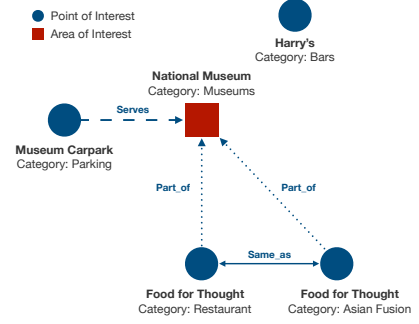 Point of Interest
Area of Interest
Harry's
Category: Bars
National Museum
Category: Museums
Serves
Museum Carpark
Category: Parking
Part_of
Part_of
Same_as
Food for Thought
Category: Restaurant
Food for Thought
Category: Asian Fusion